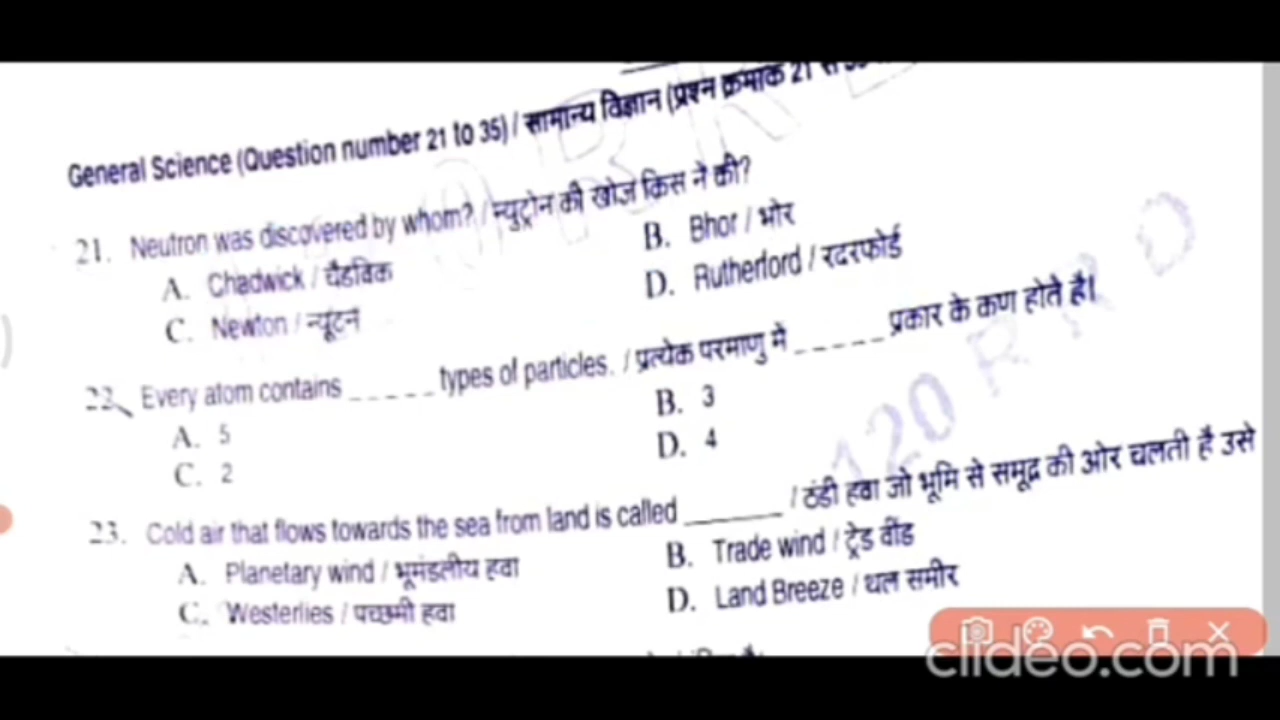 General Science (Question number 21 to 35) / सामान्य विज्ञान (प्रश्न क्रमांक 21 से
21. Neutron was discovered by whom? / न्युट्रोन की खोज किस ने की?
A. Chadwick / चैडविक
B. Bhor / भोर
C. Newton / न्यूटन
D. Rutherford / रदरफोर्ड
22. Every atom contains _____ types of particles. / प्रत्येक परमाणु मे _____ प्रकार के कण होते है।
A. 5
B. 3
C. 2
D. 4
23. Cold air that flows towards the sea from land is called ______ / ठंडी हवा जो भूमि से समूद्र की ओर चलती है उसे
A. Planetary wind / भूमंडलीय हवा
B. Trade wind / ट्रेड वींड
C. Westerlies / पच्छमी हवा
D. Land Breeze / थल समीर
120 R R D
clideo.com